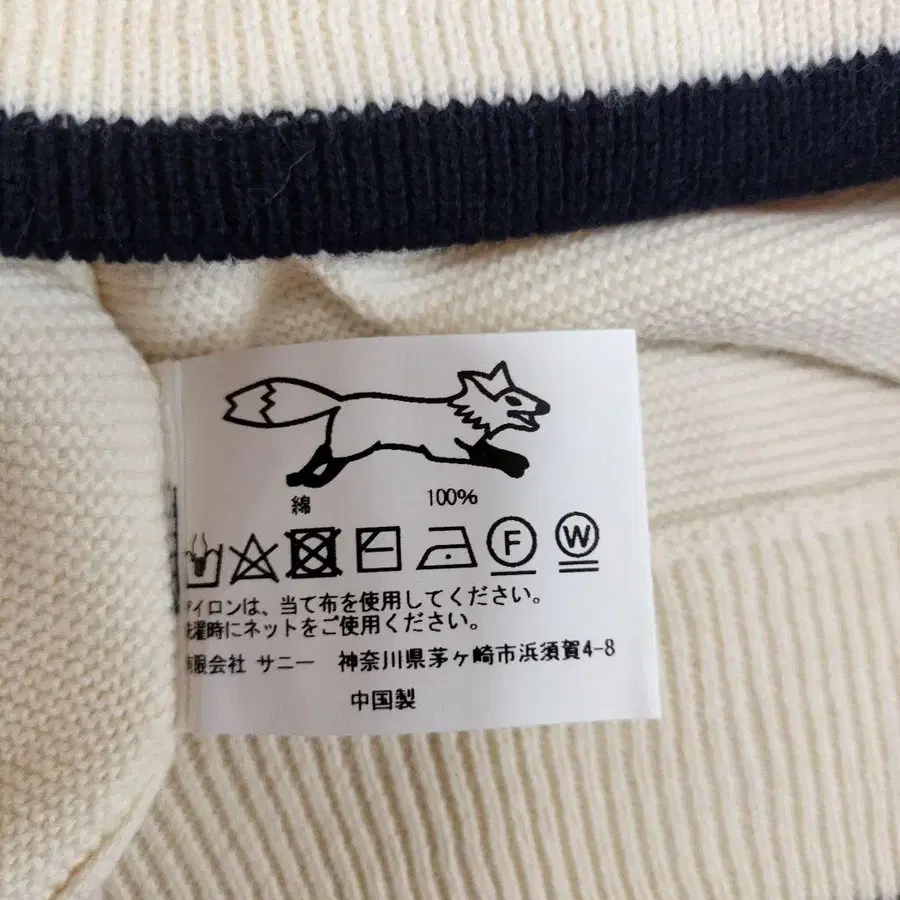 綿 100%
F W
アイロンは、当て布を使用してください。
洗濯時にネットをご使用ください。
有限会社 サニー 神奈川県茅ヶ崎市浜須賀4-8
中国製